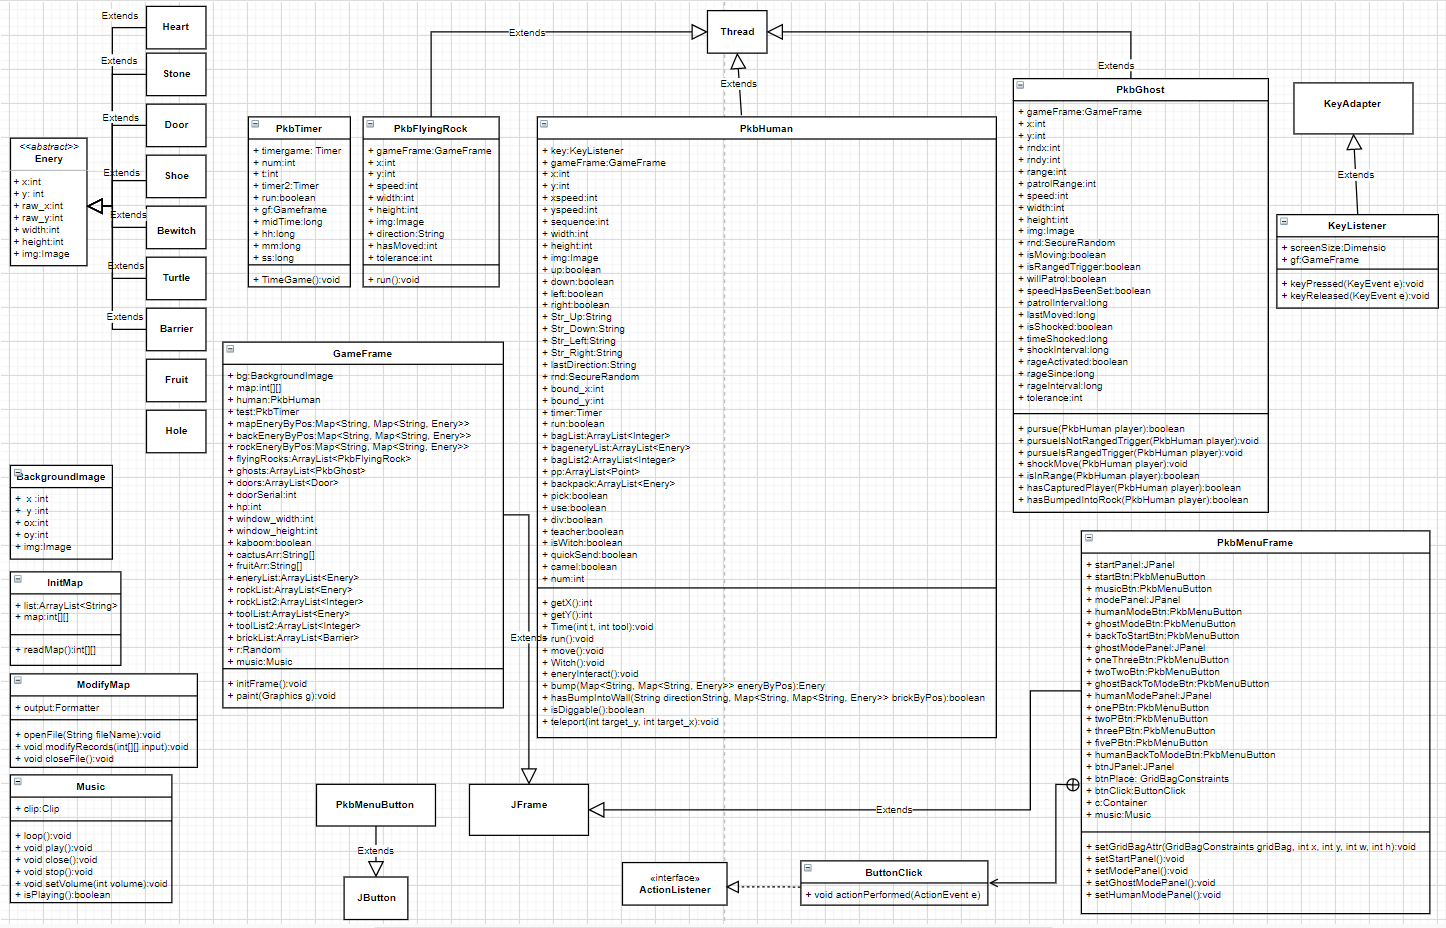 Extends
Heart
Extends
Stone
Extends
Door
Extends
Shoe
Extends
Bewitch
Extends
Turtle
Extends
Barrier
Fruit
Hole
<<abstract>>
Enery
+ x:int
+ y: int
+ raw_x:int
+ raw_y:int
+ width:int
+ height:int
+ img:Image
BackgroundImage
+ x :int
+ y :int
+ ox:int
+ oy:int
+ img:Image
InitMap
+ list:ArrayList<String>
+ map:int[][]
+ readMap():int[][]
ModifyMap
+ output:Formatter
+ openFile(String fileName):void
+ void modifyRecords(int[][] input):void
+ void closeFile():void
Music
+ clip:Clip
+ loop():void
+ void play():void
+ void close():void
+ void stop():void
+ void setVolume(int volume):void
+ isPlaying():boolean
PkbTimer
+ timergame: Timer
+ num:int
+ t:int
+ timer2:Timer
+ run:boolean
+ gf:Gameframe
+ midTime:long
+ hh:long
+ mm:long
+ ss:long
+ TimeGame():void
PkbFlyingRock
+ gameFrame:GameFrame
+ x:int
+ y:int
+ speed:int
+ width:int
+ height:int
+ img:Image
+ direction:String
+ hasMoved:int
+ tolerance:int
+ run():void
Extends
Thread
Extends
Extends
GameFrame
+ bg:BackgroundImage
+ map:int[][]
+ human:PkbHuman
+ test:PkbTimer
+ mapEneryByPos:Map<String, Map<String, Enery>>
+ backEneryByPos:Map<String, Map<String, Enery>>
+ rockEneryByPos:Map<String, Map<String, Enery>>
+ flyingRocks:ArrayList<PkbFlyingRock>
+ ghosts:ArrayList<PkbGhost>
+ doors:ArrayList<Door>
+ doorSerial:int
+ hp:int
+ window_width:int
+ window_height:int
+ kaboom:boolean
+ cactusArr:String[]
+ fruitArr:String[]
+ eneryList:ArrayList<Enery>
+ rockList:ArrayList<Enery>
+ rockList2:ArrayList<Integer>
+ toolList:ArrayList<Enery>
+ toolList2:ArrayList<Integer>
+ brickList:ArrayList<Barrier>
+ r:Random
+ music:Music
+ initFrame():void
+ paint(Graphics g):void
Extends
PkbHuman
+ key:KeyListener
+ gameFrame:GameFrame
+ x:int
+ y:int
+ xspeed:int
+ yspeed:int
+ sequence:int
+ width:int
+ height:int
+ img:Image
+ up:boolean
+ down:boolean
+ left:boolean
+ right:boolean
+ Str_Up:String
+ Str_Down:String
+ Str_Left:String
+ Str_Right:String
+ lastDirection:String
+ rnd:SecureRandom
+ bound_x:int
+ bound_y:int
+ timer:Timer
+ run:boolean
+ bagList:ArrayList<Integer>
+ bageneryList:ArrayList<Enery>
+ bagList2:ArrayList<Integer>
+ pp:ArrayList<Point>
+ backpack:ArrayList<Enery>
+ pick:boolean
+ use:boolean
+ div:boolean
+ teacher:boolean
+ isWitch:boolean
+ quickSend:boolean
+ camel:boolean
+ num:int
+ getX():int
+ getY():int
+ Time(int t, int tool):void
+ run():void
+ move():void
+ Witch():void
+ eneryInteract():void
+ bump(Map<String, Map<String, Enery>> eneryByPos):Enery
+ hasBumpIntoWall(String directionString, Map<String, Map<String, Enery>> brickByPos):boolean
+ isDiggable():boolean
+ teleport(int target_y, int target_x):void
PkbGhost
+ gameFrame:GameFrame
+ x:int
+ y:int
+ rndx:int
+ rndy:int
+ range:int
+ patrolRange:int
+ speed:int
+ width:int
+ height:int
+ img:Image
+ rnd:SecureRandom
+ isMoving:boolean
+ isRangedTrigger:boolean
+ willPatrol:boolean
+ speedHasBeenSet:boolean
+ patrolInterval:long
+ lastMoved:long
+ isShocked:boolean
+ timeShocked:long
+ shockInterval:long
+ rageActivated:boolean
+ rageSince:long
+ rageInterval:long
+ tolerance:int
+ pursue(PkbHuman player):boolean
+ pursueIsNotRangedTrigger(PkbHuman player):void
+ pursueIsRangedTrigger(PkbHuman player):void
+ shockMove(PkbHuman player):void
+ isInRange(PkbHuman player):boolean
+ hasCapturedPlayer(PkbHuman player):boolean
+ hasBumpedIntoRock(PkbHuman player):boolean
KeyAdapter
Extends
KeyListener
+ screenSize:Dimensio
+ gf:GameFrame
+ keyPressed(KeyEvent e):void
+ keyReleased(KeyEvent e):void
PkbMenuFrame
+ startPanel:JPanel
+ startBtn:PkbMenuButton
+ musicBtn:PkbMenuButton
+ modePanel:JPanel
+ humanModeBtn:PkbMenuButton
+ ghostModeBtn:PkbMenuButton
+ backToStartBtn:PkbMenuButton
+ ghostModePanel:JPanel
+ oneThreeBtn:PkbMenuButton
+ twoTwoBtn:PkbMenuButton
+ ghostBackToModeBtn:PkbMenuButton
+ humanModePanel:JPanel
+ onePBtn:PkbMenuButton
+ twoPBtn:PkbMenuButton
+ threePBtn:PkbMenuButton
+ fivePBtn:PkbMenuButton
+ humanBackToModeBtn:PkbMenuButton
+ btnJPanel:JPanel
+ btnPlace: GridBagConstraints
+ btnClick:ButtonClick
+ c:Container
+ music:Music
+ setGridBagAttr(GridBagConstraints gridBag, int x, int y, int w, int h):void
+ setStartPanel():void
+ setModePanel():void
+ setGhostModePanel():void
+ setHumanModePanel():void
PkbMenuButton
Extends
JButton
JFrame
Extends
«interface»
ActionListener
ButtonClick
+ void actionPerformed(ActionEvent e)